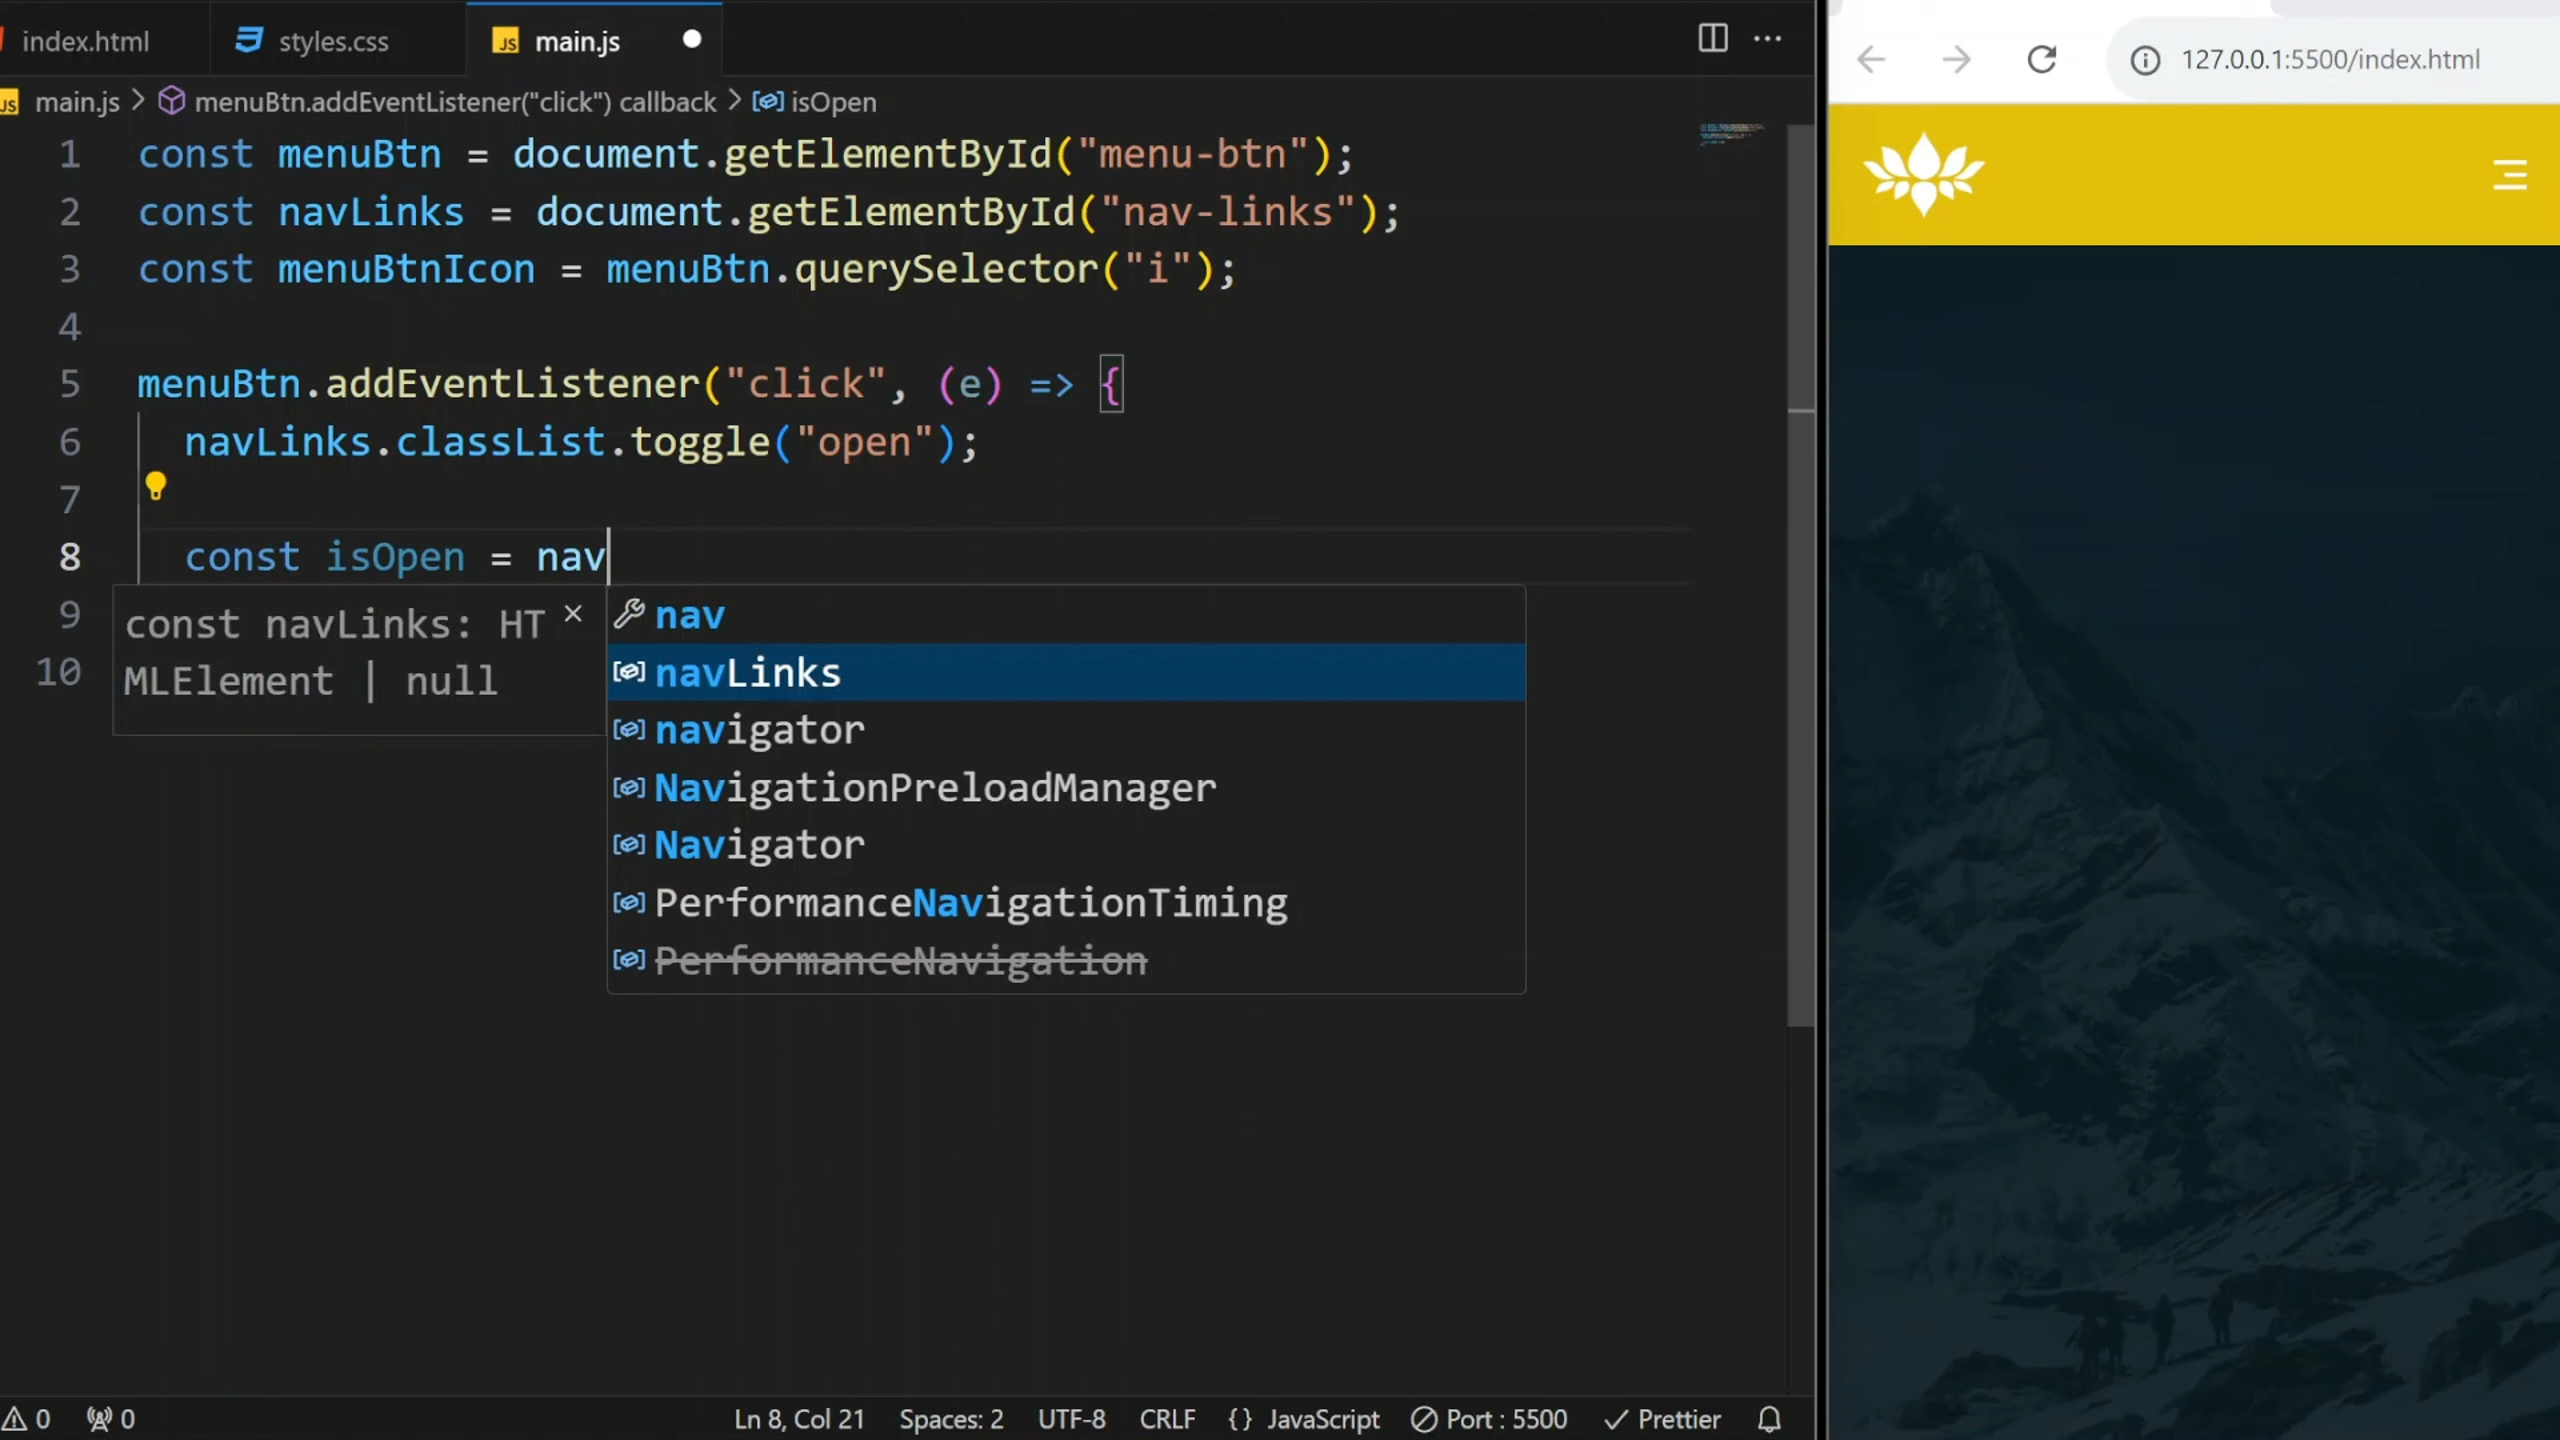 index.html
styles.css
JS main.js
127.0.0.1:5500/index.html
JS main.js > menuBtn.addEventListener("click") callback > isOpen
1 const menuBtn = document.getElementById("menu-btn");
2 const navLinks = document.getElementById("nav-links");
3 const menuBtnIcon = menuBtn.querySelector("i");
4
5 menuBtn.addEventListener("click", (e) => {
6 navLinks.classList.toggle("open");
7
8 const isOpen = nav
9
10
const navLinks: HT
MLElement | null
nav
navLinks
navigator
NavigationPreloadManager
Navigator
PerformanceNavigationTiming
PerformanceNavigation
0 0 Ln 8, Col 21 Spaces: 2 UTF-8 CRLF {} JavaScript Port : 5500 Prettier